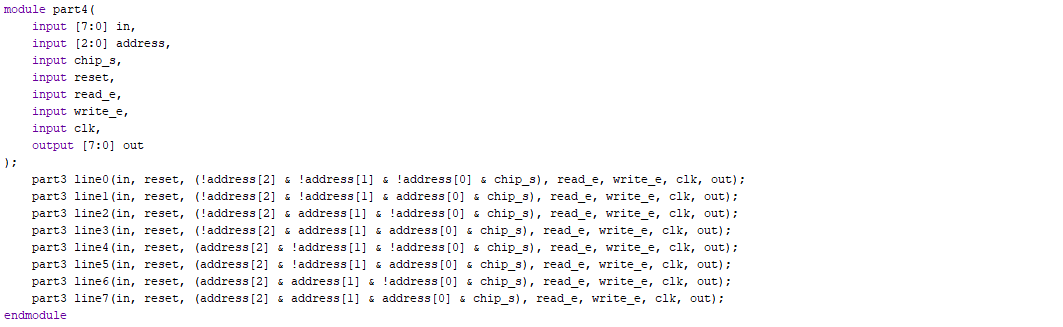 module part4(
    input [7:0] in,
    input [2:0] address,
    input chip_s,
    input reset,
    input read_e,
    input write_e,
    input clk,
    output [7:0] out
);
    part3 line0(in, reset, (!address[2] & !address[1] & !address[0] & chip_s), read_e, write_e, clk, out);
    part3 line1(in, reset, (!address[2] & !address[1] & address[0] & chip_s), read_e, write_e, clk, out);
    part3 line2(in, reset, (!address[2] & address[1] & !address[0] & chip_s), read_e, write_e, clk, out);
    part3 line3(in, reset, (!address[2] & address[1] & address[0] & chip_s), read_e, write_e, clk, out);
    part3 line4(in, reset, (address[2] & !address[1] & !address[0] & chip_s), read_e, write_e, clk, out);
    part3 line5(in, reset, (address[2] & !address[1] & address[0] & chip_s), read_e, write_e, clk, out);
    part3 line6(in, reset, (address[2] & address[1] & !address[0] & chip_s), read_e, write_e, clk, out);
    part3 line7(in, reset, (address[2] & address[1] & address[0] & chip_s), read_e, write_e, clk, out);
endmodule